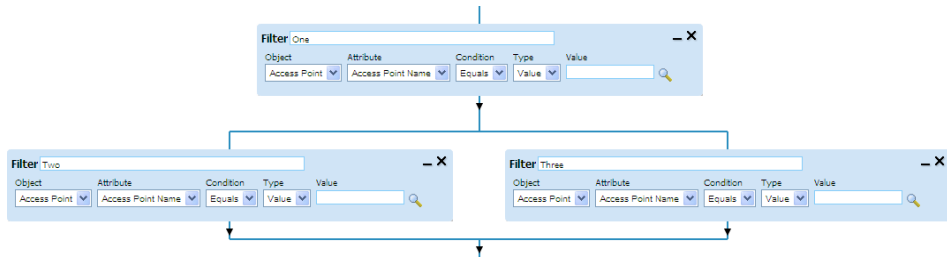 Filter One
Object Attribute Condition Type Value
Access Point Access Point Name Equals Value
Filter Two
Object Attribute Condition Type Value
Access Point Access Point Name Equals Value
Filter Three
Object Attribute Condition Type Value
Access Point Access Point Name Equals Value